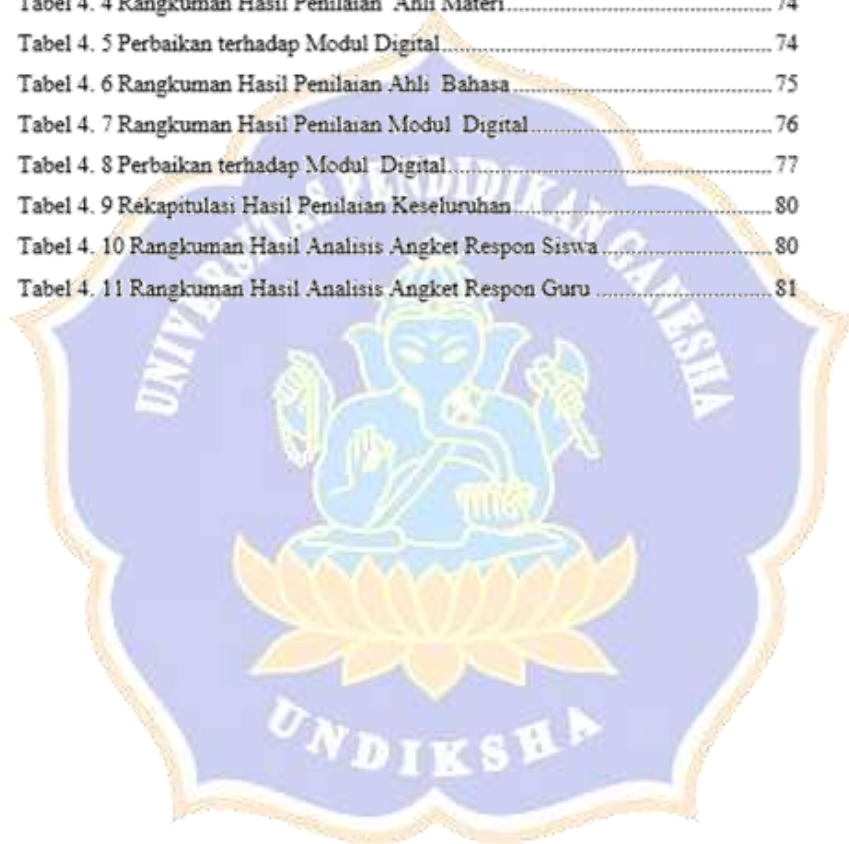 Tabel 4. 4 Rangkuman Hasil Penilaian  Ahli Materi........................................74
Tabel 4. 5 Perbaikan terhadap Modul Digital..................................................74
Tabel 4. 6 Rangkuman Hasil Penilaian Ahli  Bahasa.......................................75
Tabel 4. 7 Rangkuman Hasil Penilaian Modul  Digital.....................................76
Tabel 4. 8 Perbaikan terhadap Modul  Digital.................................................77
Tabel 4. 9 Rekapitulasi Hasil Penilaian Keseluruhan.......................................80
Tabel 4. 10 Rangkuman Hasil Analisis Angket Respon Siswa..........................80
Tabel 4. 11 Rangkuman Hasil Analisis Angket Respon Guru ...........................81
UNIVERSITAS PENDIDIKAN GANESHA
UNDIKSHA